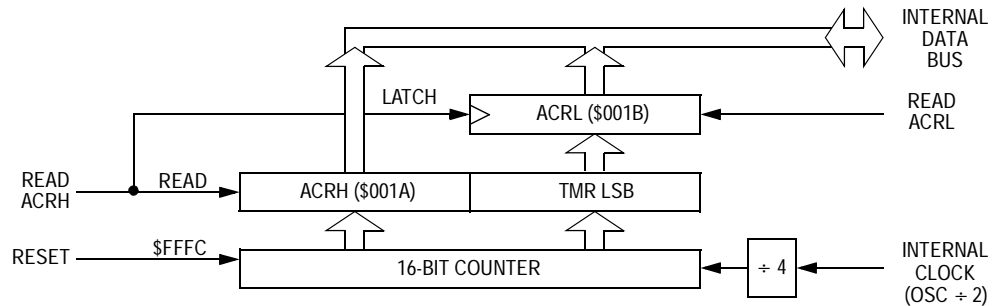 INTERNAL
DATA
BUS
LATCH
ACRL ($001B)
READ
ACRL
READ
ACRH
READ
ACRH ($001A)
TMR LSB
RESET
$FFFC
16-BIT COUNTER
÷ 4
INTERNAL
CLOCK
(OSC ÷ 2)